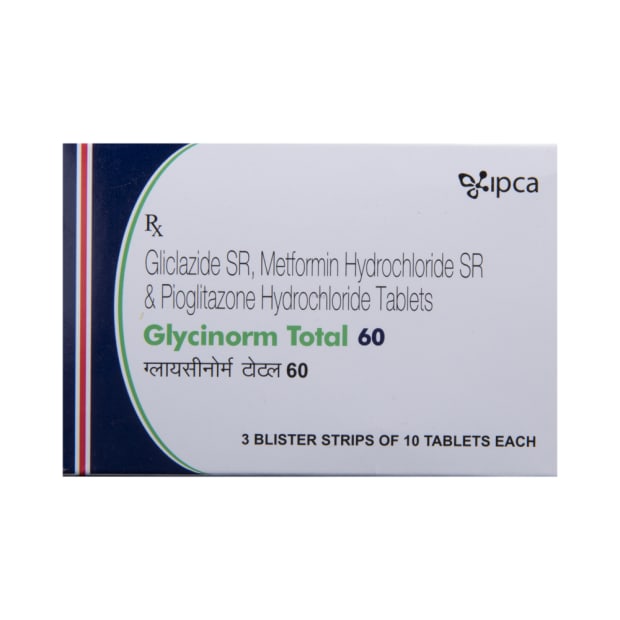 ipca
Rx
Gliclazide SR, Metformin Hydrochloride SR
& Pioglitazone Hydrochloride Tablets
Glycinorm Total 60
ग्लायसीनोर्म टोटल 60
3 BLISTER STRIPS OF 10 TABLETS EACH